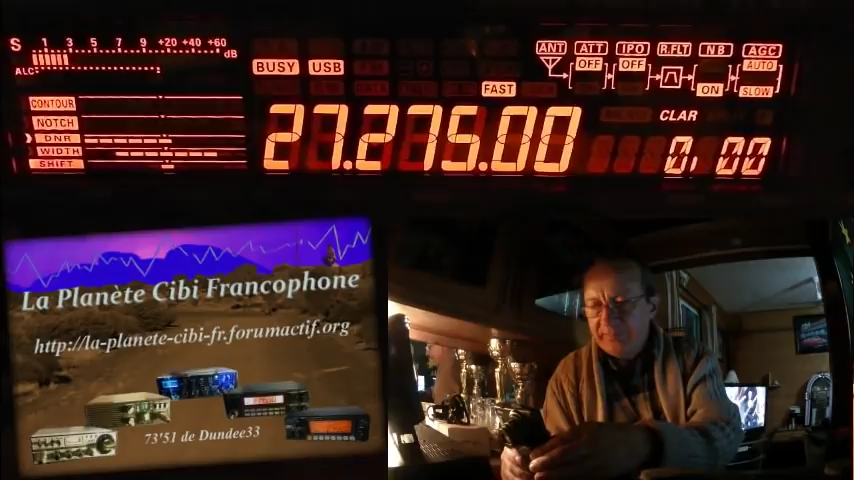 S 1 3 5 7 9 +20 +40 +60 dB
ALC
BUSY USB
ANT ATT IPO R.FLT NB AGC
OFF OFF AUTO
ON SLOW
FAST
CONTOUR
NOTCH
DNR
WIDTH
SHIFT
27.275.00
CLAR
0.00
La Planète Cibi Francophone
http://la-planete-cibi-fr.forumactif.org
73'51 de Dundee33